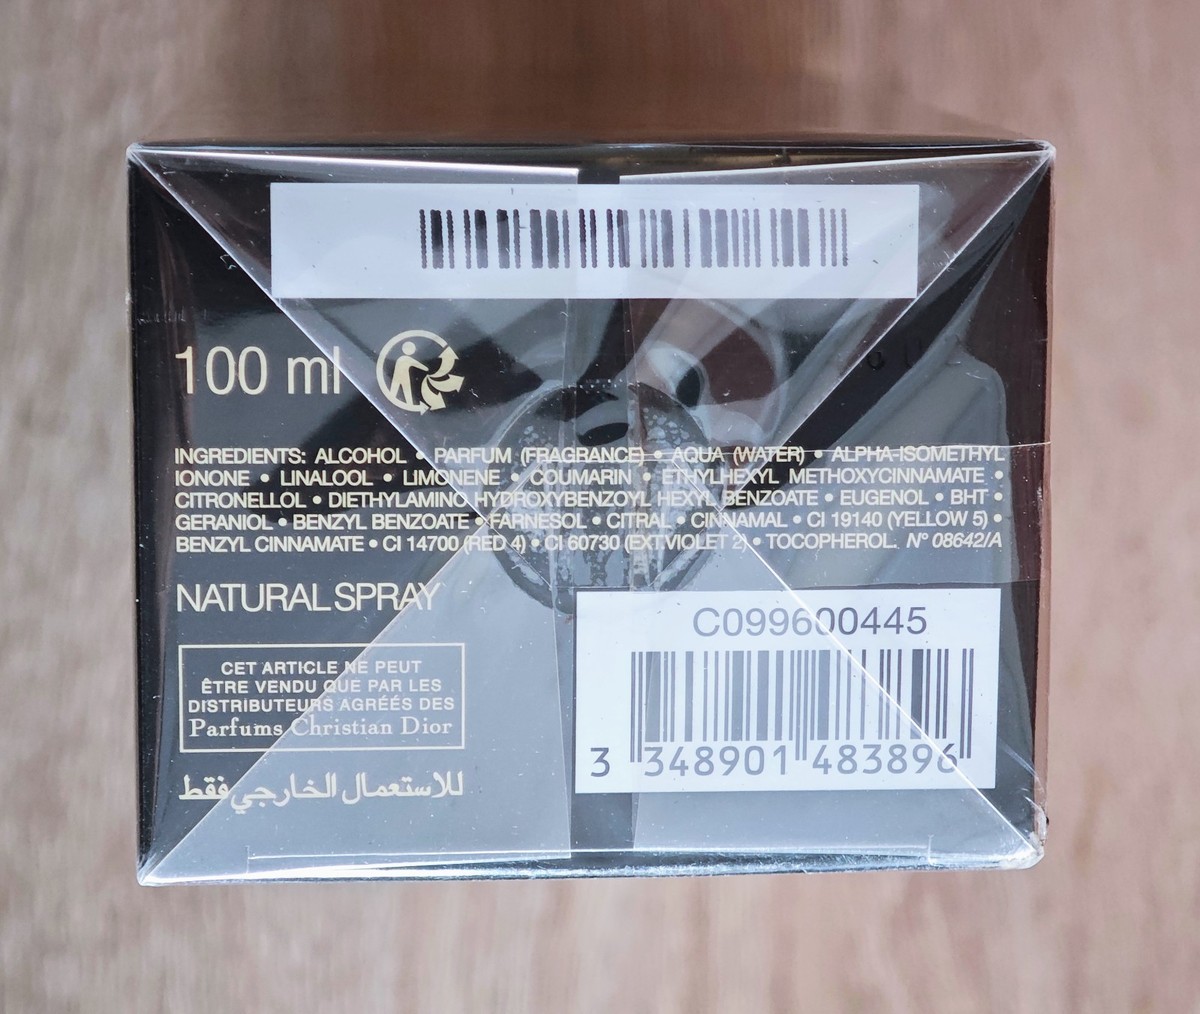 100 ml
INGREDIENTS: ALCOHOL • PARFUM (FRAGRANCE) • AQUA (WATER) • ALPHA-ISOMETHYL
IONONE • LINALOOL • LIMONENE • COUMARIN • ETHYLHEXYL METHOXYCINNAMATE •
CITRONELLOL • DIETHYLAMINO HYDROXYBENZOYL HEXYL BENZOATE • EUGENOL • BHT •
GERANIOL • BENZYL BENZOATE • FARNESOL • CITRAL • CINNAMAL • CI 19140 (YELLOW 5) •
BENZYL CINNAMATE • CI 14700 (RED 4) • CI 60730 (EXT.VIOLET 2) • TOCOPHEROL. N° 08642/A
NATURAL SPRAY
CET ARTICLE NE PEUT
ÊTRE VENDU QUE PAR LES
DISTRIBUTEURS AGRÉÉS DES
Parfums Christian Dior
للاستعمال الخارجي فقط
C099600445
3 348901 483896